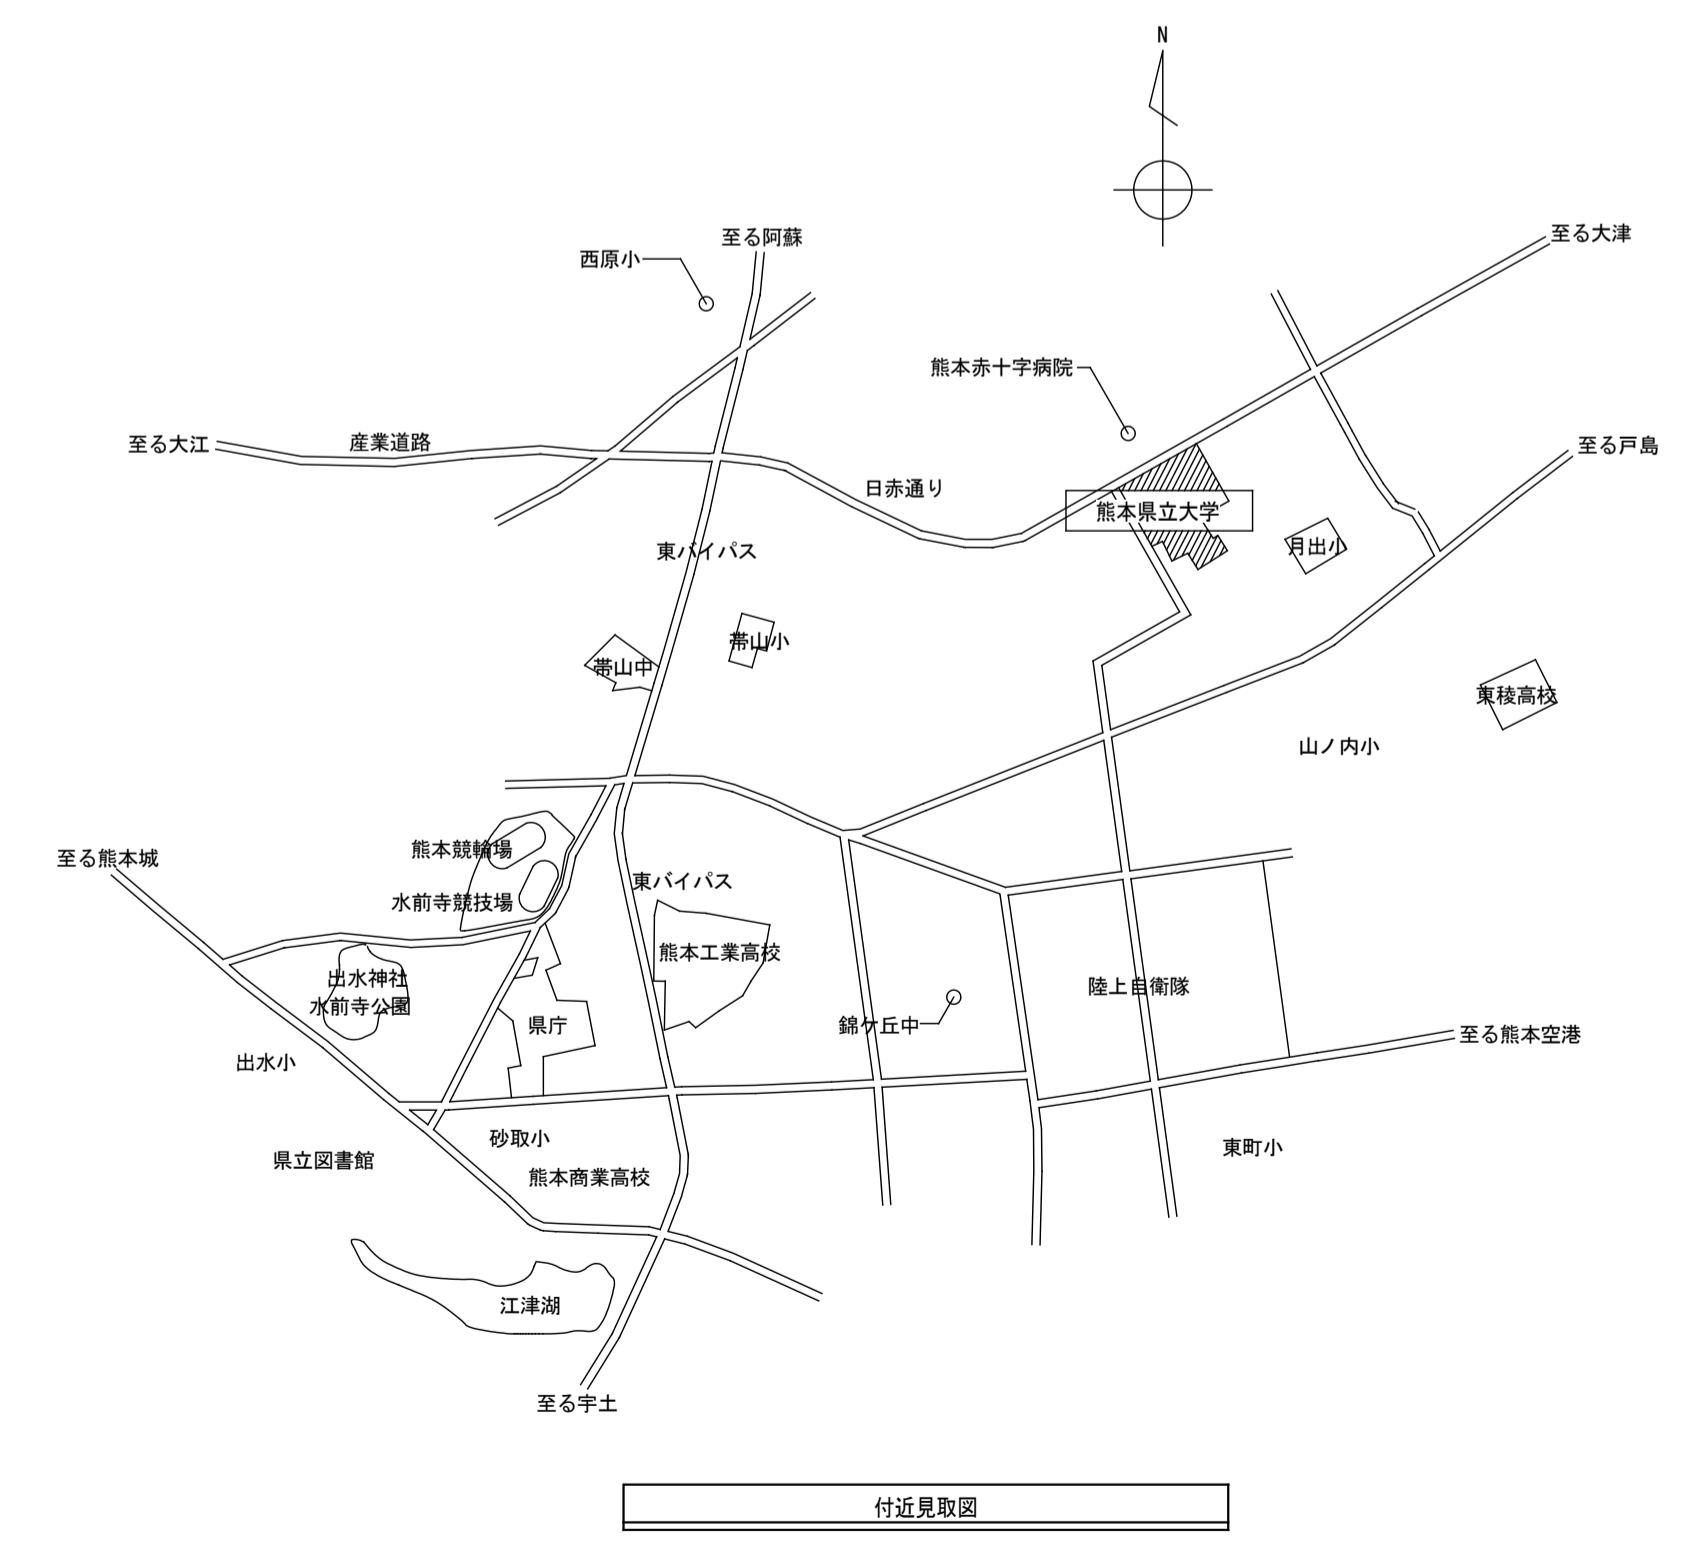 N
至る大津
至る阿蘇
西原小
熊本赤十字病院
至る大江
産業道路
至る戸島
日赤通り
熊本県立大学
月出小
東バイパス
帯山小
帯山中
東稜高校
山ノ内小
熊本競輪場
至る熊本城
東バイパス
水前寺競技場
熊本工業高校
出水神社
水前寺公園
陸上自衛隊
県庁
錦ケ丘中
至る熊本空港
出水小
砂取小
東町小
県立図書館
熊本商業高校
江津湖
至る宇土
付近見取図